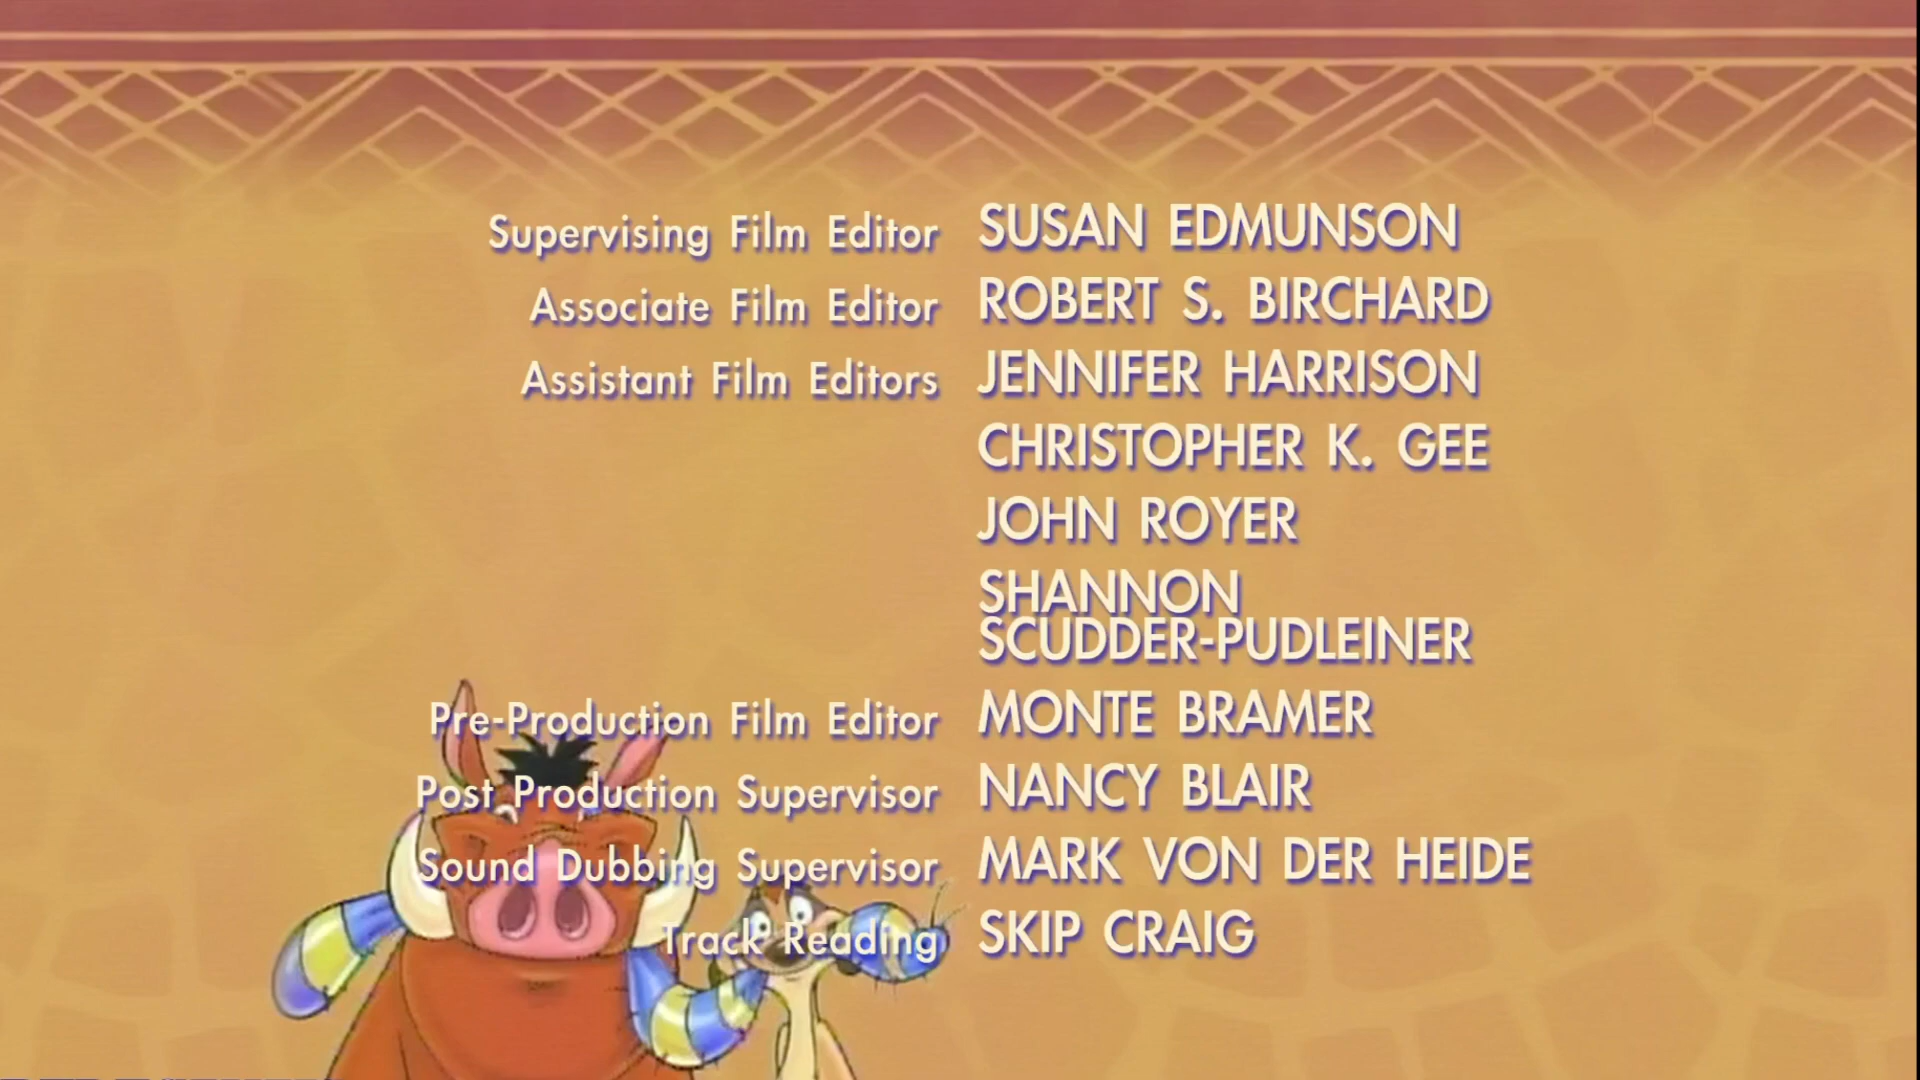 Supervising Film Editor SUSAN EDMUNSON
Associate Film Editor ROBERT S. BIRCHARD
Assistant Film Editors JENNIFER HARRISON
CHRISTOPHER K. GEE
JOHN ROYER
SHANNON
SCUDDER-PUDLEINER
Pre-Production Film Editor MONTE BRAMER
Post Production Supervisor NANCY BLAIR
Sound Dubbing Supervisor MARK VON DER HEIDE
Track Reading SKIP CRAIG